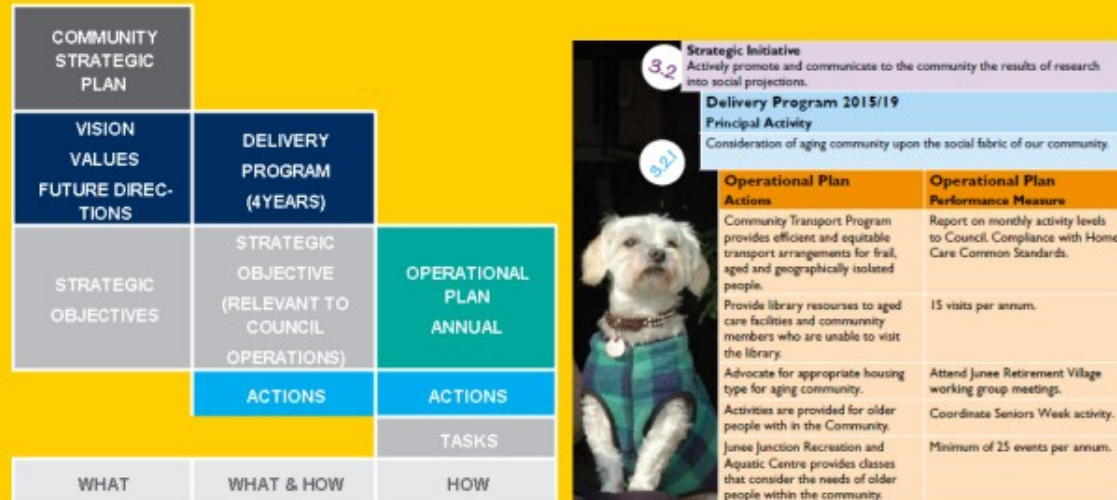 COMMUNITY
STRATEGIC
PLAN
VISION
VALUES
FUTURE DIREC-
TIONS
DELIVERY
PROGRAM
(4YEARS)
STRATEGIC
OBJECTIVES
STRATEGIC
OBJECTIVE
(RELEVANT TO
COUNCIL
OPERATIONS)
OPERATIONAL
PLAN
ANNUAL
ACTIONS
ACTIONS
TASKS
WHAT
WHAT & HOW
HOW
3.2
Strategic Initiative
Actively promote and communicate to the community the results of research
into social projections.
Delivery Program 2015/19
Principal Activity
3.2.1
Consideration of aging community upon the social fabric of our community.
Operational Plan
Actions
Operational Plan
Performance Measure
Community Transport Program
provides efficient and equitable
transport arrangements for frail,
aged and geographically isolated
people.
Report on monthly activity levels
to Council. Compliance with Home
Care Common Standards.
Provide library resourses to aged
care facilities and communnity
members who are unable to visit
the library.
15 visits per annum.
Advocate for appropriate housing
type for aging community.
Attend Junee Retirement Village
working group meetings.
Activities are provided for older
people with in the Community.
Coordinate Seniors Week activity.
Junee Junction Recreation and
Aquatic Centre provides classes
that consider the needs of older
people within the community.
Minimum of 25 events per annum.